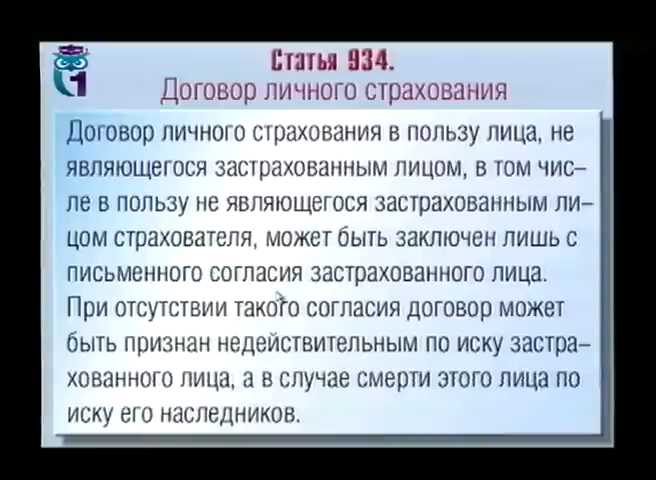 Статья 934.
1
Договор личного страхования
Договор личного страхования в пользу лица, не
являющегося застрахованным лицом, в том чис–
ле в пользу не являющегося застрахованным ли–
цом страхователя, может быть заключен лишь с
письменного согласия застрахованного лица.
При отсутствии такого согласия договор может
быть признан недействительным по иску застра–
хованного лица, а в случае смерти этого лица по
иску его наследников.